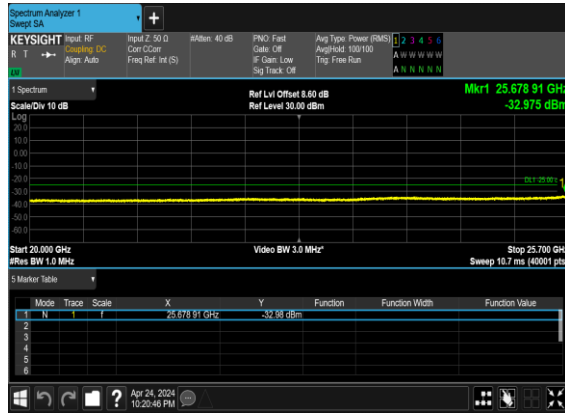 Spectrum Analyzer 1
Swept SA
+
KEYSIGHT Input: RF Input Z: 50 Ω #Atten: 40 dB PNO: Fast Avg Type: Power (RMS) 1 2 3 4 5 6
R T Coupling: DC Corr CCorr Gate: Off Avg|Hold: 100/100 A W W W W W
Align: Auto Freq Ref: Int (S) IF Gain: Low Trig: Free Run
Sig Track: Off A N N N N N
1 Spectrum Ref Lvl Offset 8.60 dB Mkr1 25.678 91 GHz
Scale/Div 10 dB Ref Level 30.00 dBm -32.975 dBm
Log
20.0
10.0
0.00
-10.0
-20.0
DL1 -25.00 1
-30.0
-40.0
-50.0
-60.0
Start 20.000 GHz Video BW 3.0 MHz* Stop 25.700 GHz
#Res BW 1.0 MHz Sweep 10.7 ms (40001 pts
5 Marker Table
Mode Trace Scale X Y Function Function Width Function Value
1 N 1 f 25.678 91 GHz -32.98 dBm
2
3
4
5
6
? Apr 24, 2024
10:20:46 PM